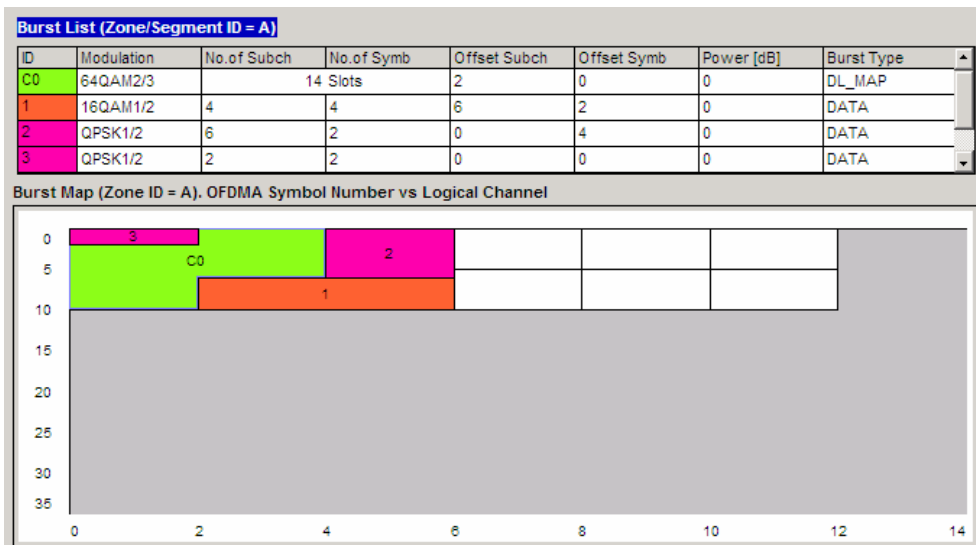 Burst List (Zone/Segment ID = A)
ID Modulation No.of Subch No.of Symb Offset Subch Offset Symb Power [dB] Burst Type
C0 64QAM2/3 14 Slots 2 0 0 DL_MAP
1 16QAM1/2 4 4 6 2 0 DATA
2 QPSK1/2 6 2 0 4 0 DATA
3 QPSK1/2 2 2 0 0 0 DATA
Burst Map (Zone ID = A). OFDMA Symbol Number vs Logical Channel
0 3
C0 2
5
1
10
15
20
25
30
35
0 2 4 6 8 10 12 14